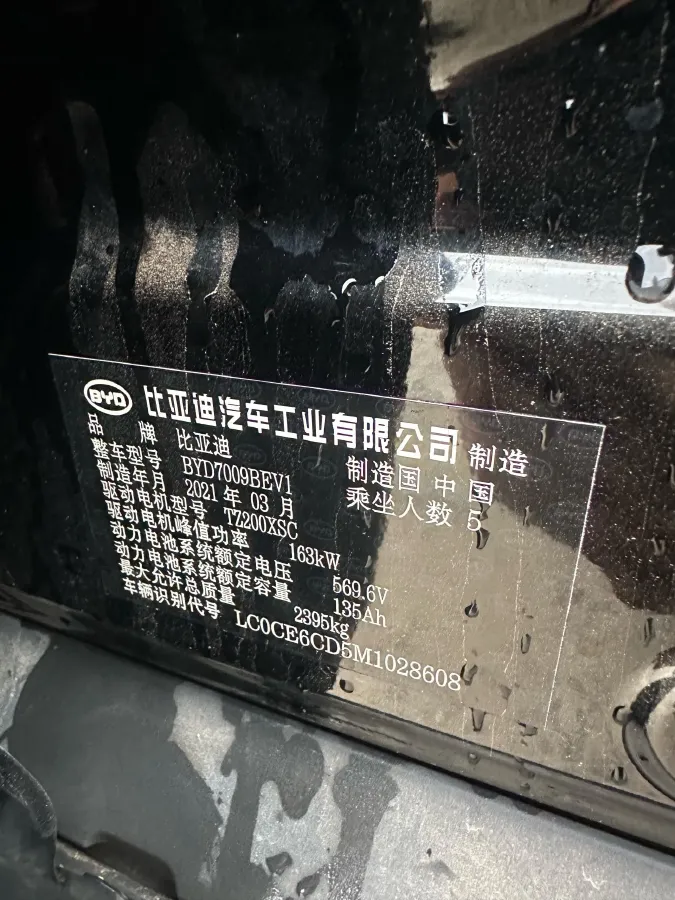 BYD 比亚迪汽车工业有限公司 制造
品 牌 比亚迪 制造国 中国
整车型号 BYD7009BEV1 乘坐人数 5
制造年月 2021 年 03 月
驱动电机型号 TZ200XSC
驱动电机峰值功率 163kW
动力电池系统额定电压 569.6V
动力电池系统额定容量 135Ah
最大允许总质量 2395kg
车辆识别代号 LC0CE6CD5M1028608